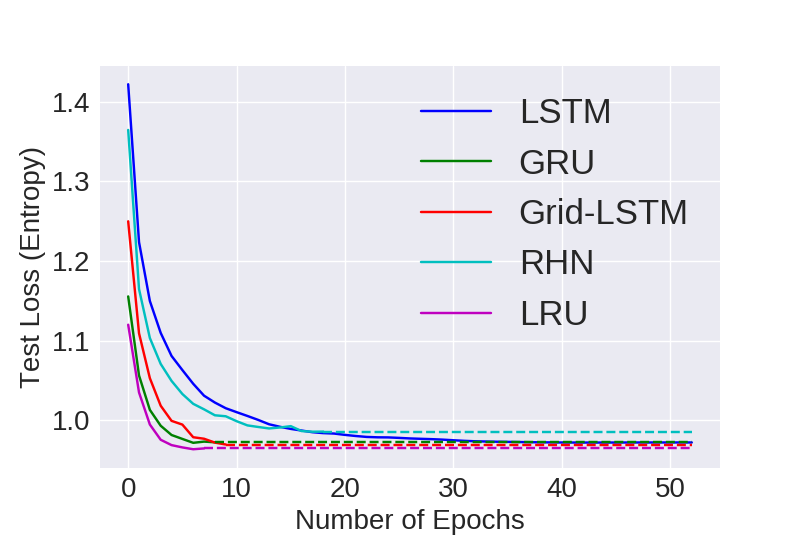 1.4
1.3
1.2
1.1
1.0
Test Loss (Entropy)
LSTM
GRU
Grid-LSTM
RHN
LRU
0 10 20 30 40 50
Number of Epochs